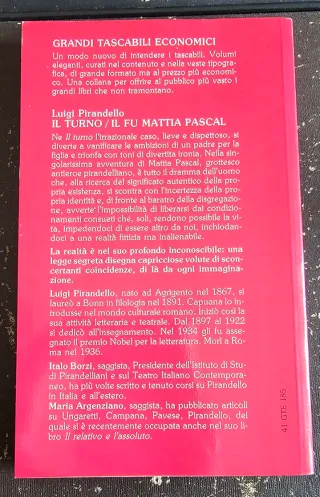 GRANDI TASCABILI ECONOMICI
Un modo nuovo di intendere i tascabili. Volumi
eleganti, curati nel contenuto e nella veste tipogra-
fica, di grande formato ma al prezzo più economi-
co. Una collana per offrire al pubblico più vasto i
grandi libri che non tramontano.
Luigi Pirandello
IL TURNO / IL FU MATTIA PASCAL
Ne Il turno l'irrazionale caso, lieve e dispettoso, si
diverte a vanificare le ambizioni di un padre per la
figlia e trionfa con toni di divertita ironia. Nella sin-
golarissima avventura di Mattia Pascal, grottesco
antieroe pirandelliano, è tutto il dramma dell'uomo
che, alla ricerca del significato autentico della pro-
pria esistenza, si scontra con l'incertezza della pro-
pria identità e, di fronte al baratro della disgregazio-
ne, avverte l'impossibilità di liberarsi dai condizio-
namenti consueti che, soli, rendono possibile la vi-
ta, impedendoci di essere altro da noi, inchiodan-
doci a una realtà fittizia ma inalienabile.
La realtà è nel suo profondo inconoscibile: una
legge segreta disegna capricciose volute di scon-
certanti coincidenze, di là da ogni immagina-
zione.
Luigi Pirandello, nato ad Agrigento nel 1867, si
laureò a Bonn in filologia nel 1891. Capuana lo in-
trodusse nel mondo culturale romano. Iniziò così la
sua attività letteraria e teatrale. Dal 1897 al 1922
si dedicò all'insegnamento. Nel 1934 gli fu asse-
gnato il premio Nobel per la letteratura. Morì a Ro-
ma nel 1936.
Italo Borzi, saggista, Presidente dell'Istituto di Stu-
di Pirandelliani e sul Teatro Italiano Contempora-
neo, ha più volte scritto e tenuto corsi su Pirandello
in Italia e all'estero.
Maria Argenziano, saggista, ha pubblicato articoli
su Ungaretti, Campana, Pavese, Pirandello, del
quale si è recentemente occupata anche nel suo li-
bro Il relativo e l'assoluto.
41 GTE 185